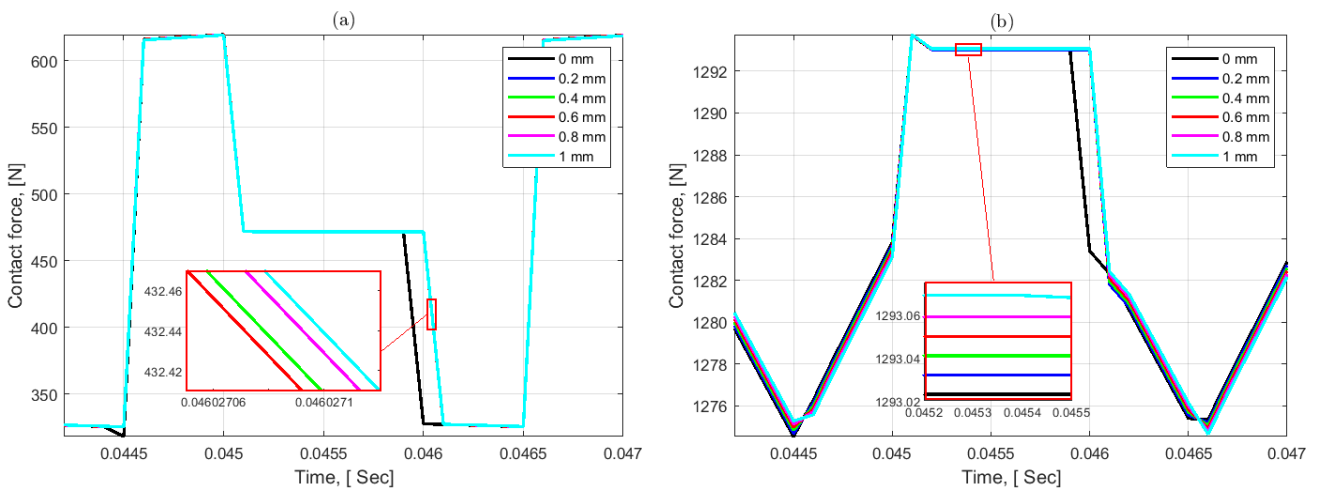 (a)
600
550
500
450
400
350
Contact force, [N]
0 mm
0.2 mm
0.4 mm
0.6 mm
0.8 mm
1 mm
432.46
432.44
432.42
0.04602706
0.0460271
0.0445
0.045
0.0455
0.046
0.0465
0.047
Time, [ Sec]
(b)
1292
1290
1288
1286
1284
1282
1280
1278
1276
Contact force, [N]
0 mm
0.2 mm
0.4 mm
0.6 mm
0.8 mm
1 mm
1293.06
1293.04
1293.02
0.0452
0.0453
0.0454
0.0455
0.0445
0.045
0.0455
0.046
0.0465
0.047
Time, [ Sec]